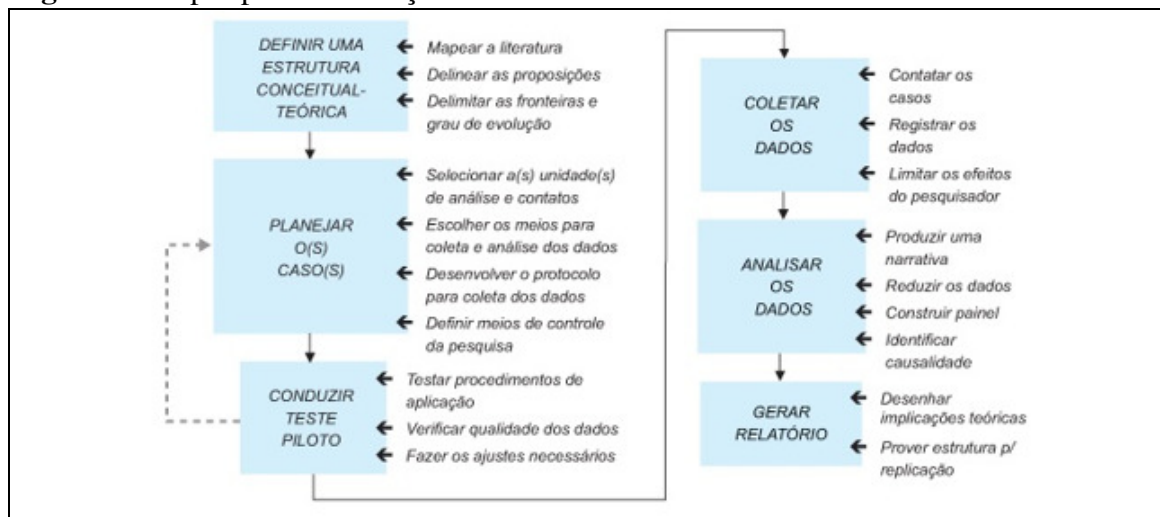 DEFINIR UMA
ESTRUTURA
CONCEITUAL-
TEÓRICA
Mapear a literatura
Delinear as proposições
Delimitar as fronteiras e
grau de evolução
PLANEJAR
O(S)
CASO(S)
Selecionar a(s) unidade(s)
de análise e contatos
Escolher os meios para
coleta e análise dos dados
Desenvolver o protocolo
para coleta dos dados
Definir meios de controle
da pesquisa
CONDUZIR
TESTE
PILOTO
Testar procedimentos de
aplicação
Verificar qualidade dos dados
Fazer os ajustes necessários
COLETAR
OS
DADOS
Contatar os
casos
Registrar os
dados
Limitar os efeitos
do pesquisador
ANALISAR
OS
DADOS
Produzir uma
narrativa
Reduzir os dados
Construir painel
Identificar
causalidade
GERAR
RELATÓRIO
Desenhar
implicações teóricas
Prover estrutura p/
replicação